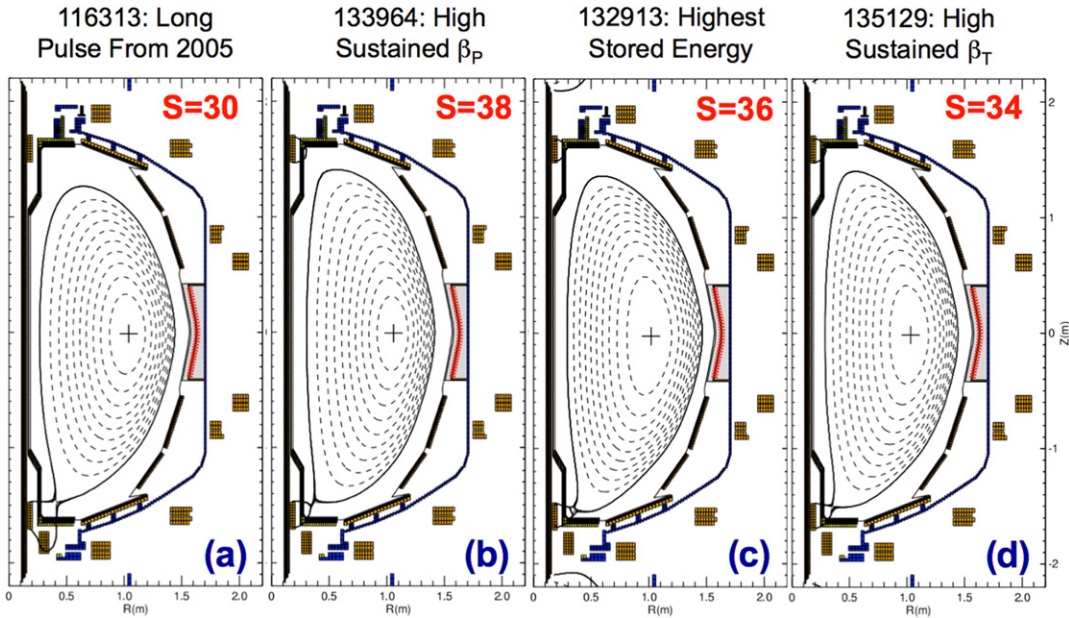 116313: Long
Pulse From 2005
133964: High
Sustained βP
132913: Highest
Stored Energy
135129: High
Sustained βT
S=30
S=38
S=36
S=34
2
1
0
-1
-2
Z(m)
(a)
(b)
(c)
(d)
0 0.5 1.0 1.5 2.0
R(m)
0 0.5 1.0 1.5 2.0
R(m)
0 0.5 1.0 1.5 2.0
R(m)
0 0.5 1.0 1.5 2.0
R(m)